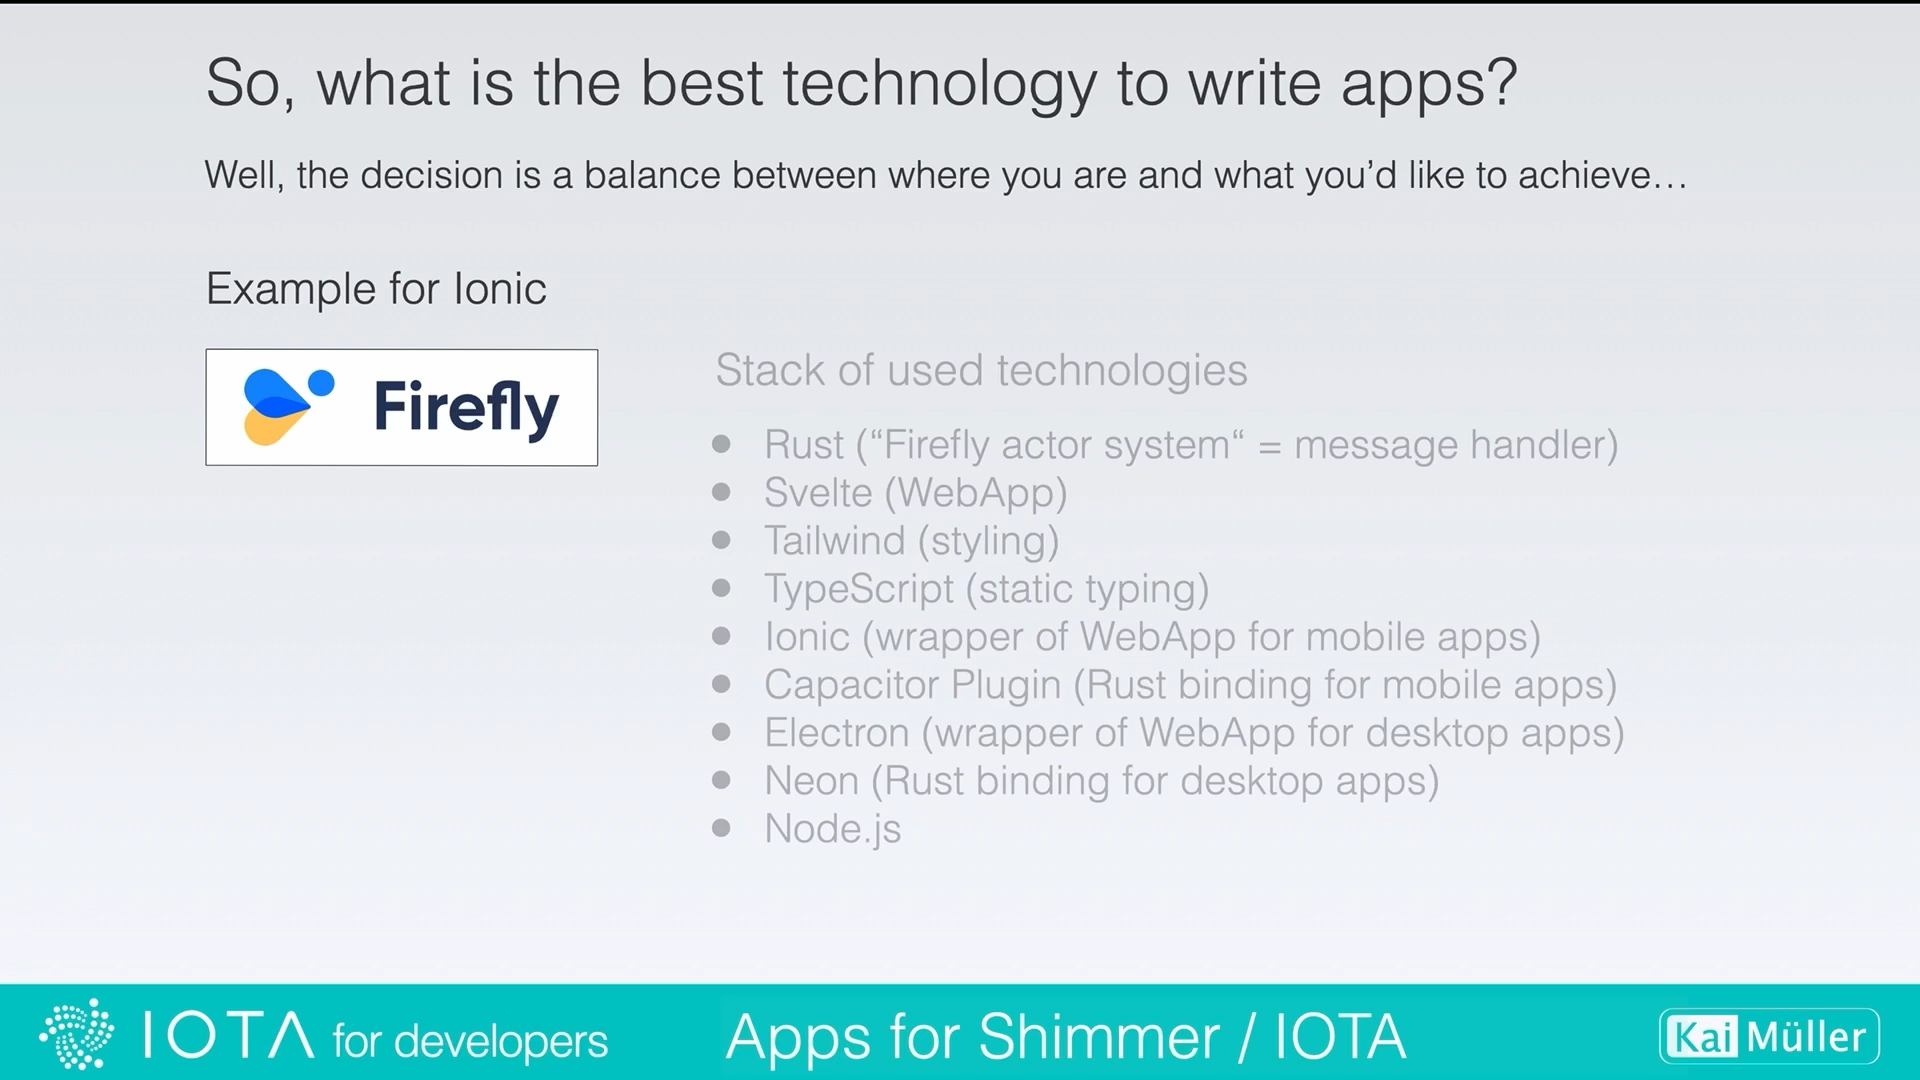 So, what is the best technology to write apps?
Well, the decision is a balance between where you are and what you’d like to achieve…
Example for Ionic
Firefly
Stack of used technologies
● Rust (“Firefly actor system“ = message handler)
● Svelte (WebApp)
● Tailwind (styling)
● TypeScript (static typing)
● Ionic (wrapper of WebApp for mobile apps)
● Capacitor Plugin (Rust binding for mobile apps)
● Electron (wrapper of WebApp for desktop apps)
● Neon (Rust binding for desktop apps)
● Node.js
IOTA for developers
Apps for Shimmer / IOTA
Kai Müller